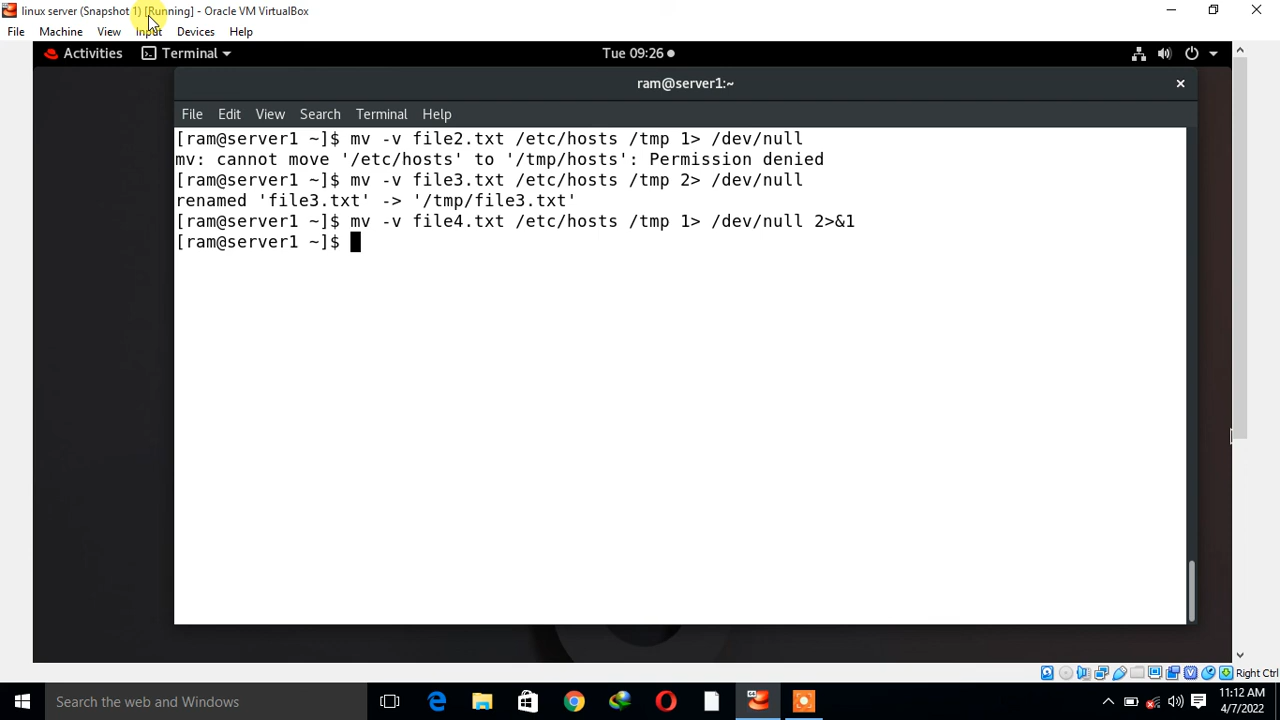 linux server (Snapshot 1) [Running] - Oracle VM VirtualBox
File Machine View Input Devices Help
Activities Terminal Tue 09:26
ram@server1:~
File Edit View Search Terminal Help
[ram@server1 ~]$ mv -v file2.txt /etc/hosts /tmp 1> /dev/null
mv: cannot move '/etc/hosts' to '/tmp/hosts': Permission denied
[ram@server1 ~]$ mv -v file3.txt /etc/hosts /tmp 2> /dev/null
renamed 'file3.txt' -> '/tmp/file3.txt'
[ram@server1 ~]$ mv -v file4.txt /etc/hosts /tmp 1> /dev/null 2>&1
[ram@server1 ~]$
Right Ctrl
Search the web and Windows
11:12 AM
4/7/2022